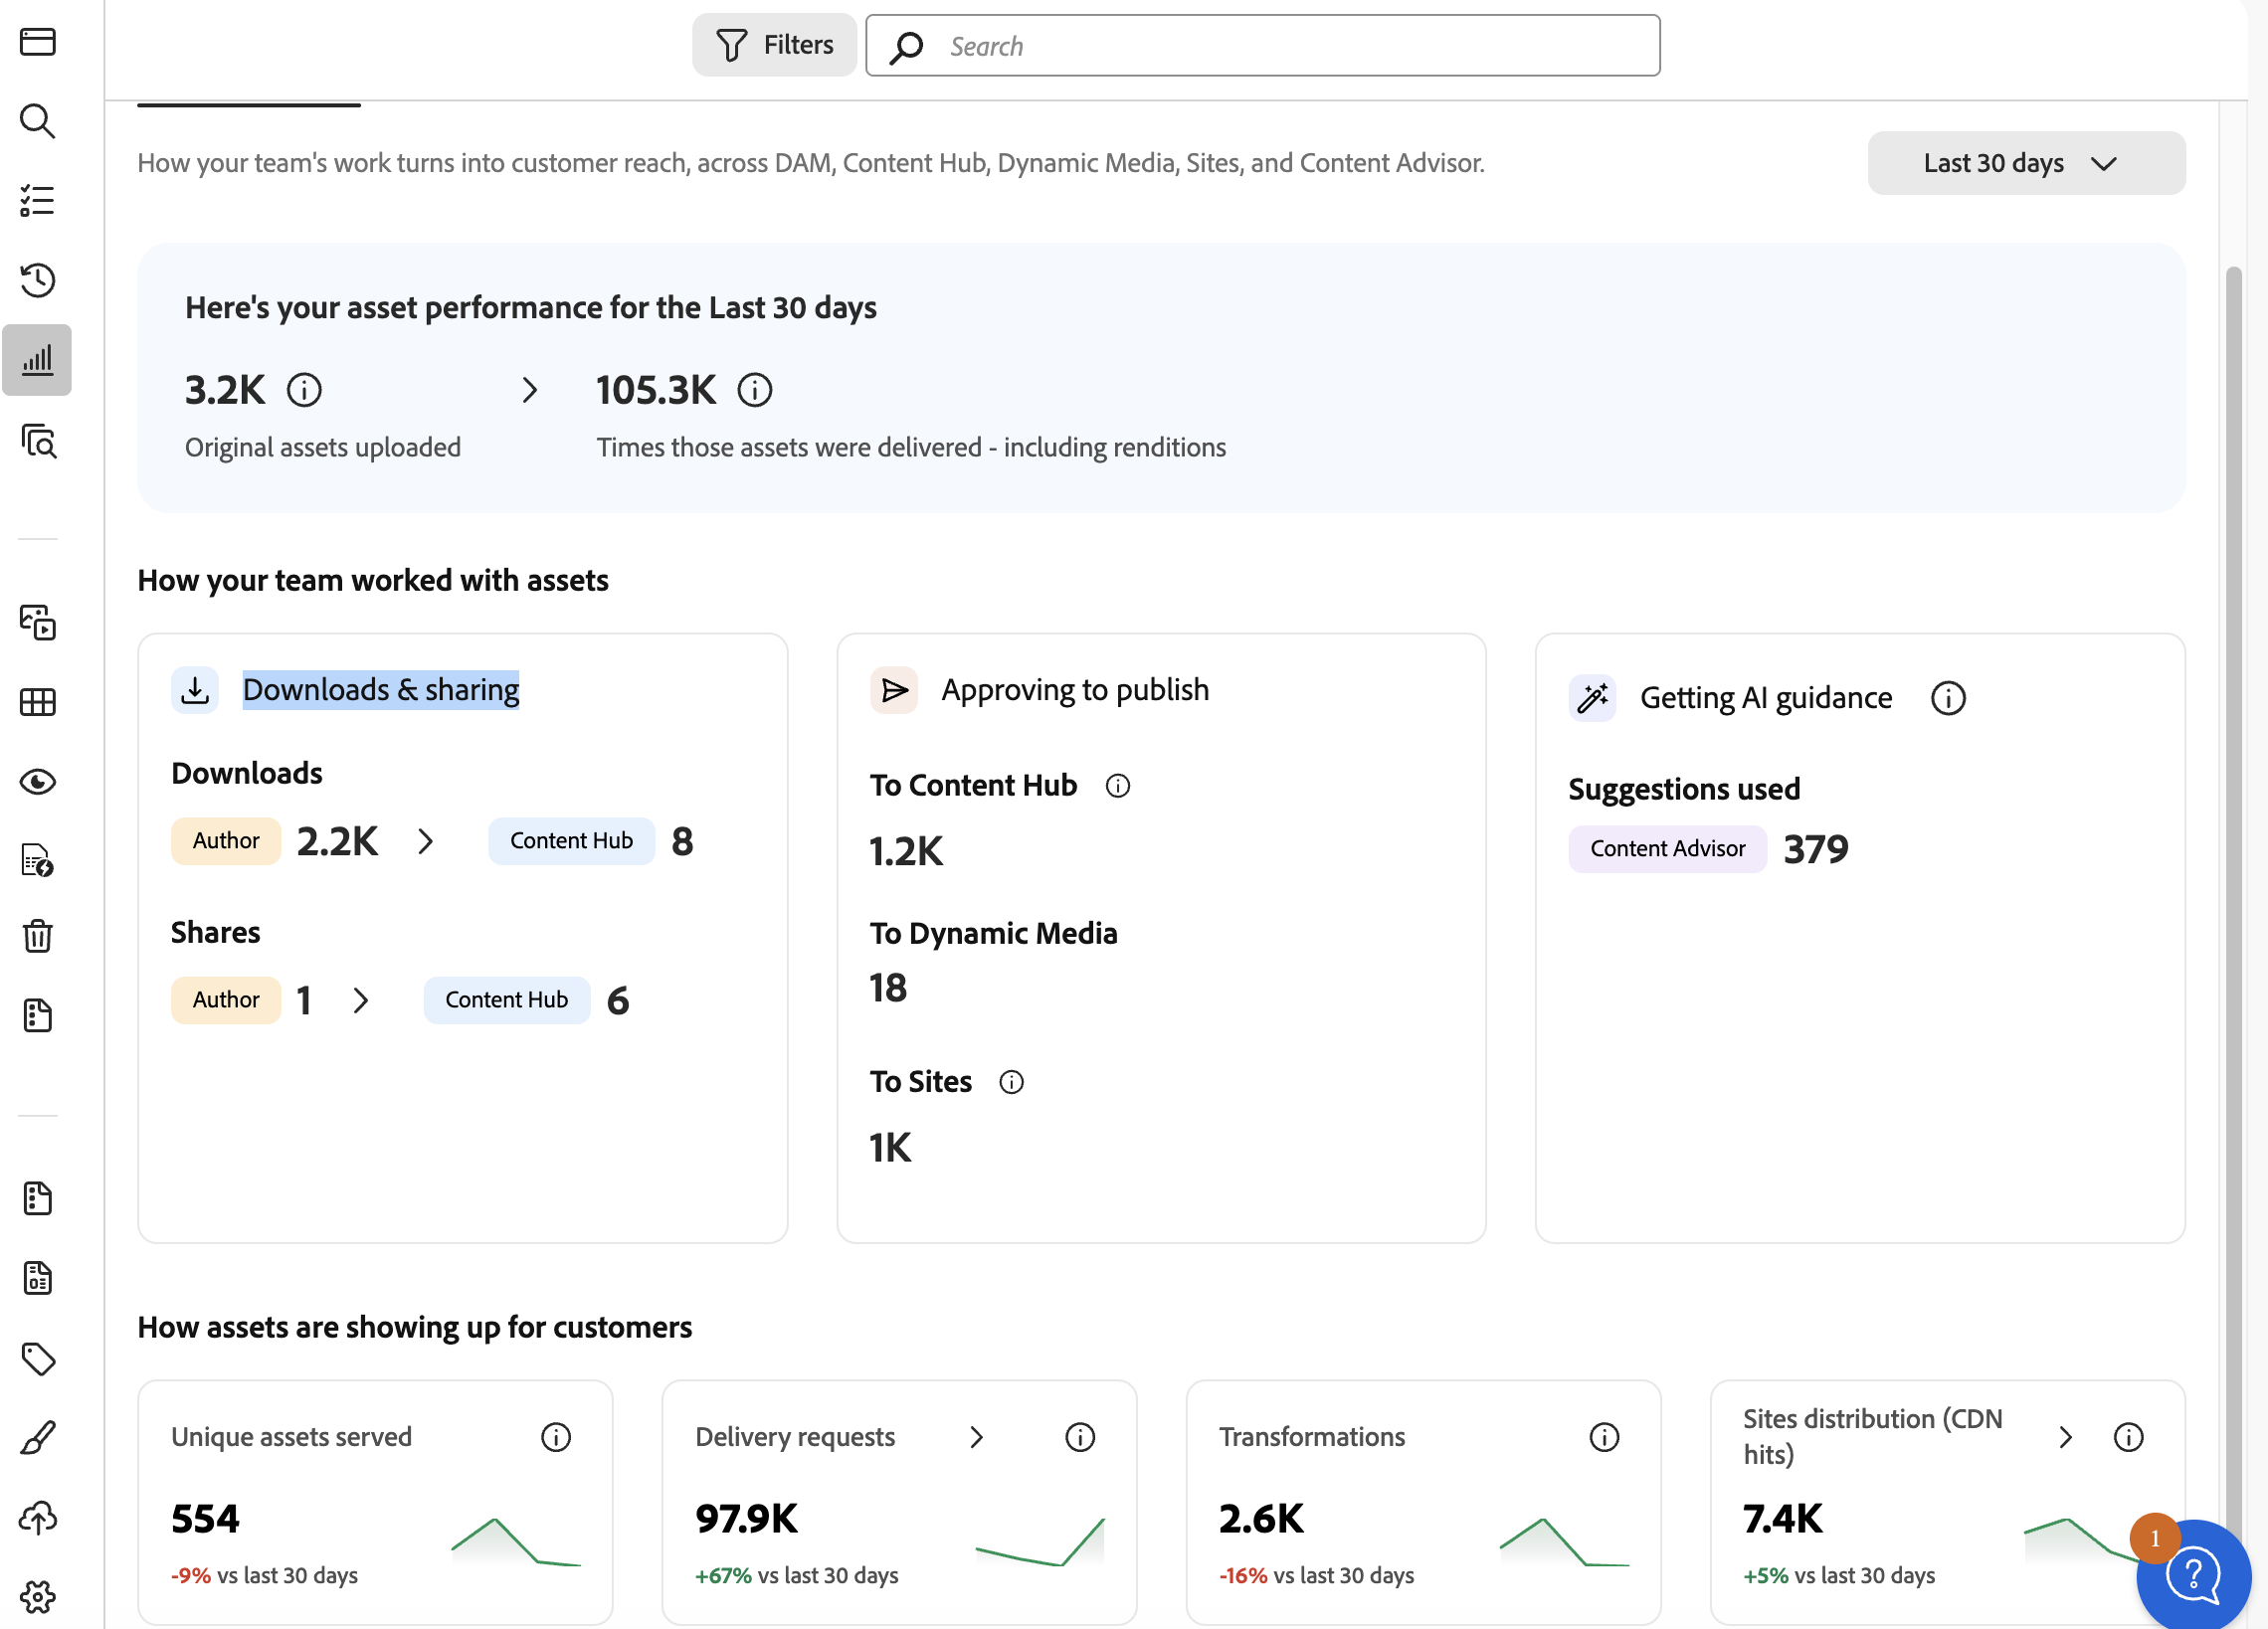 Filters
Search
How your team's work turns into customer reach, across DAM, Content Hub, Dynamic Media, Sites, and Content Advisor.
Last 30 days
Here's your asset performance for the Last 30 days
3.2K
105.3K
Original assets uploaded
Times those assets were delivered - including renditions
How your team worked with assets
Downloads & sharing
Downloads
Author 2.2K
Content Hub 8
Shares
Author 1
Content Hub 6
Approving to publish
To Content Hub
1.2K
To Dynamic Media
18
To Sites
1K
Getting AI guidance
Suggestions used
Content Advisor 379
How assets are showing up for customers
Unique assets served
554
-9% vs last 30 days
Delivery requests
97.9K
+67% vs last 30 days
Transformations
2.6K
-16% vs last 30 days
Sites distribution (CDN
hits)
7.4K
+5% vs last 30 days
1